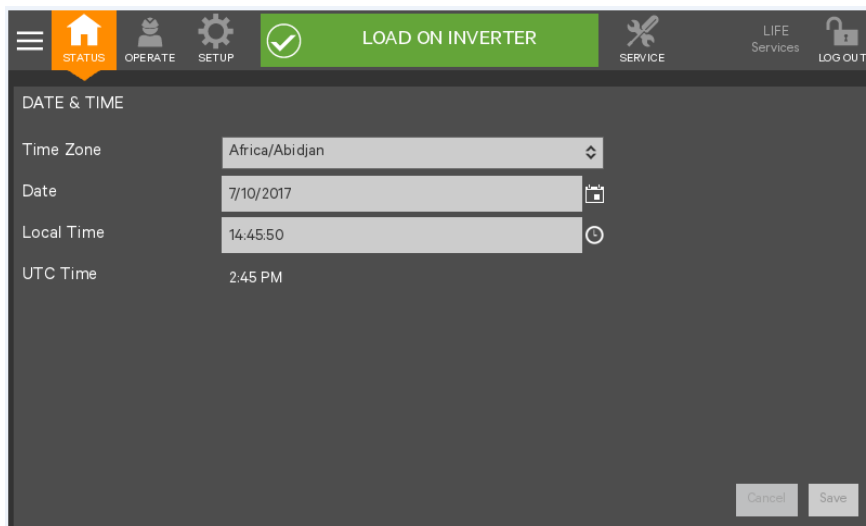 STATUS
OPERATE
SETUP
LOAD ON INVERTER
SERVICE
LIFE
Services
LOG OUT
DATE & TIME
Time Zone Africa/Abidjan
Date 7/10/2017
Local Time 14:45:50
UTC Time 2:45 PM
Cancel Save